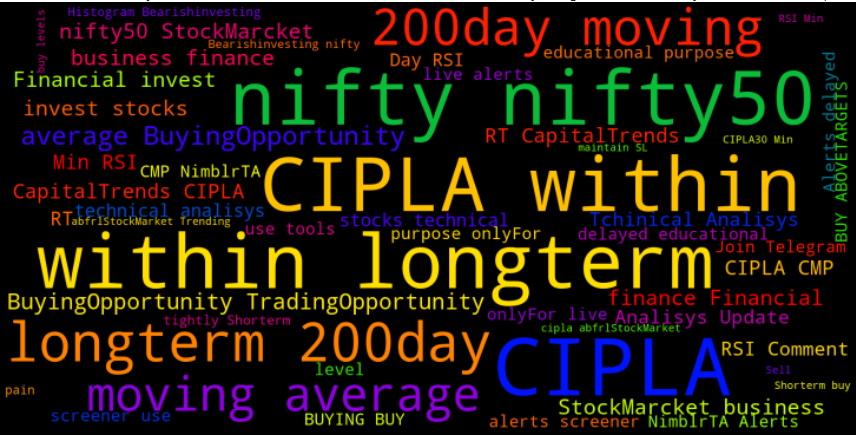 Histogram Bearishinvesting
200day moving
RSI Min
buy levels
nifty50 StockMarcket
Bearishinvesting nifty
business finance
Day RSI
educational purpose
Financial invest
live alerts
nifty nifty50
Alerts delayed
BUY ABOVETARGETS
invest stocks
average BuyingOpportunity
RT CapitalTrends
CIPLA30 Min
maintain SL
Min RSI
CMP NimblrTA
CIPLA within
CapitalTrends CIPLA
technical analisys
RT
abfrlStockMarket Trending
stocks technical
Tchinical Analisys
use tools
purpose onlyFor
delayed educational
within longterm
Join Telegram
CIPLA CMP
BuyingOpportunity TradingOpportunity
finance Financial
tightly Shorterm
onlyFor live
Analisys Update
longterm 200day
cipla abfrlStockMarket
CIPLA
RSI Comment
level
Sell
pain
moving average
Shorterm buy
screener use
BUYING BUY
StockMarcket business
alerts screener
NimblrTA Alerts